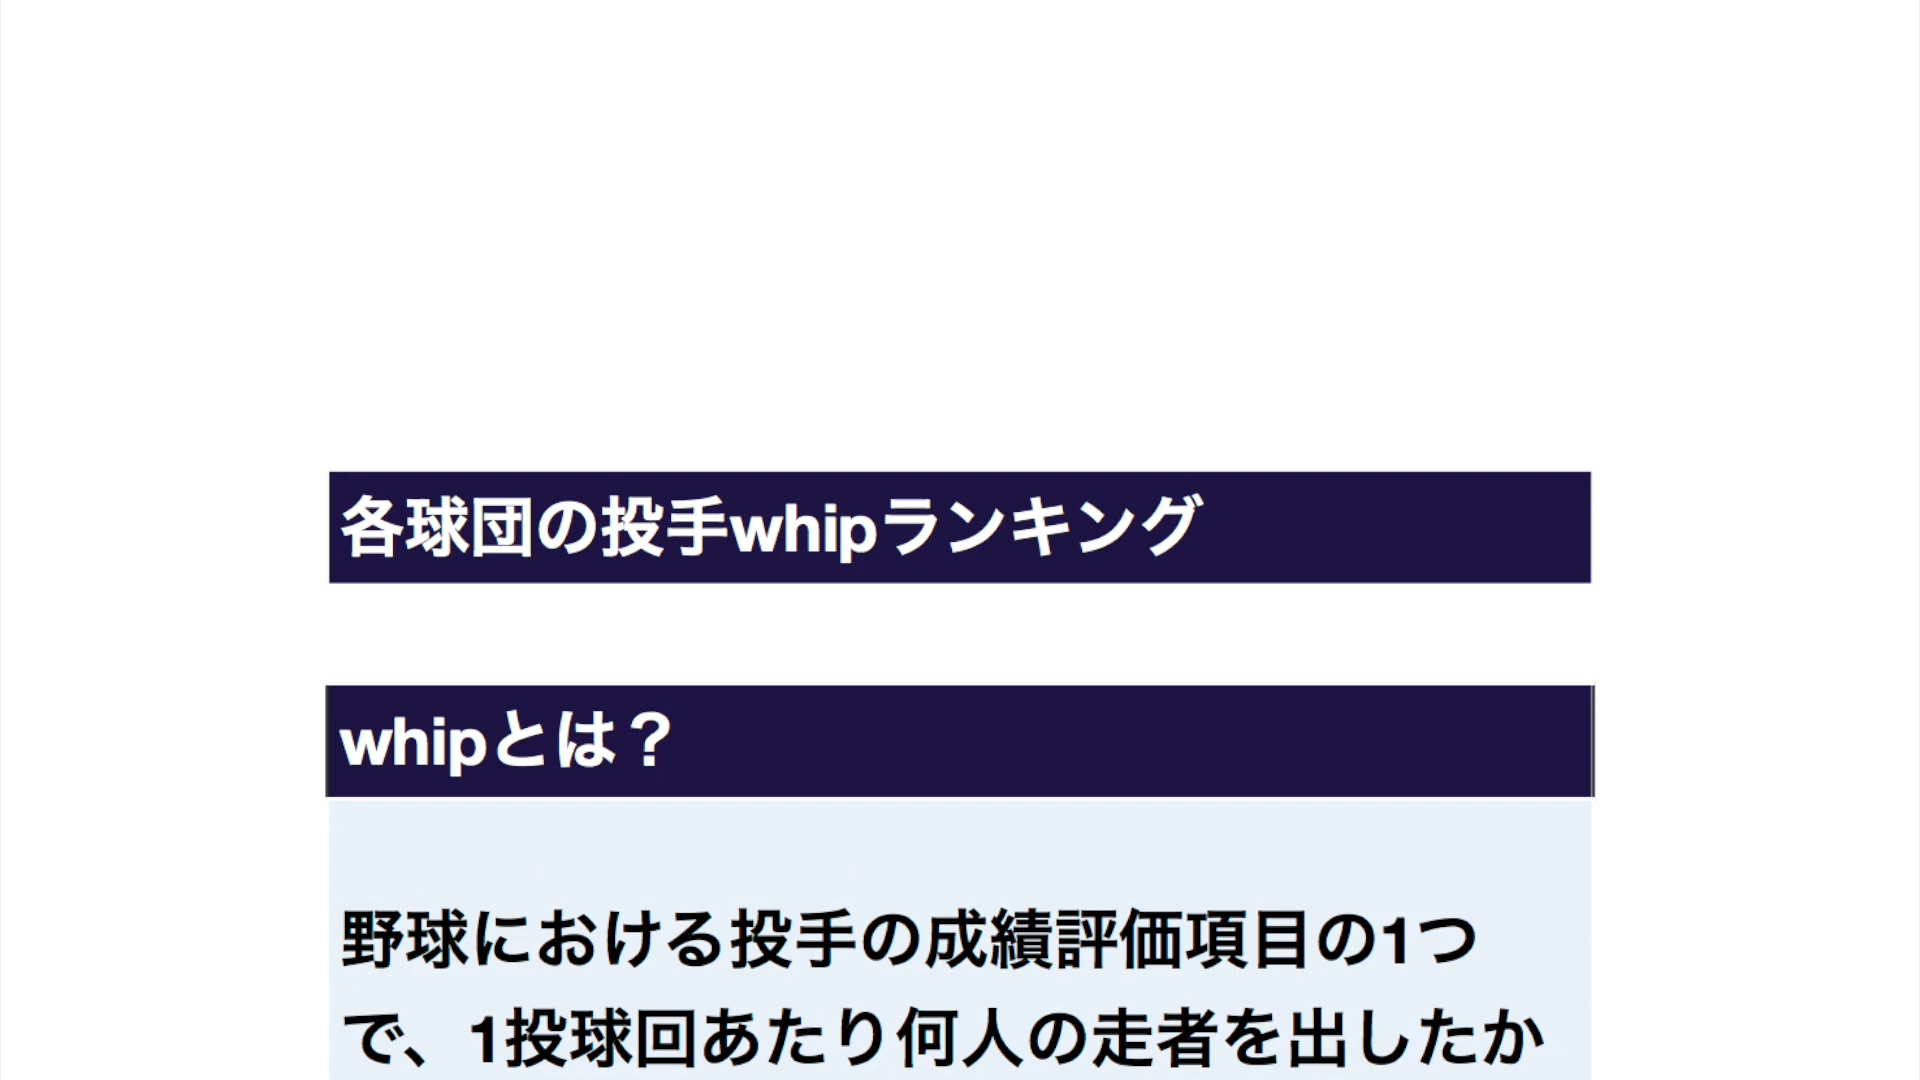 各球団の投手whipランキング
whipとは？
野球における投手の成績評価項目の1つ
で、1投球回あたり何人の走者を出したか